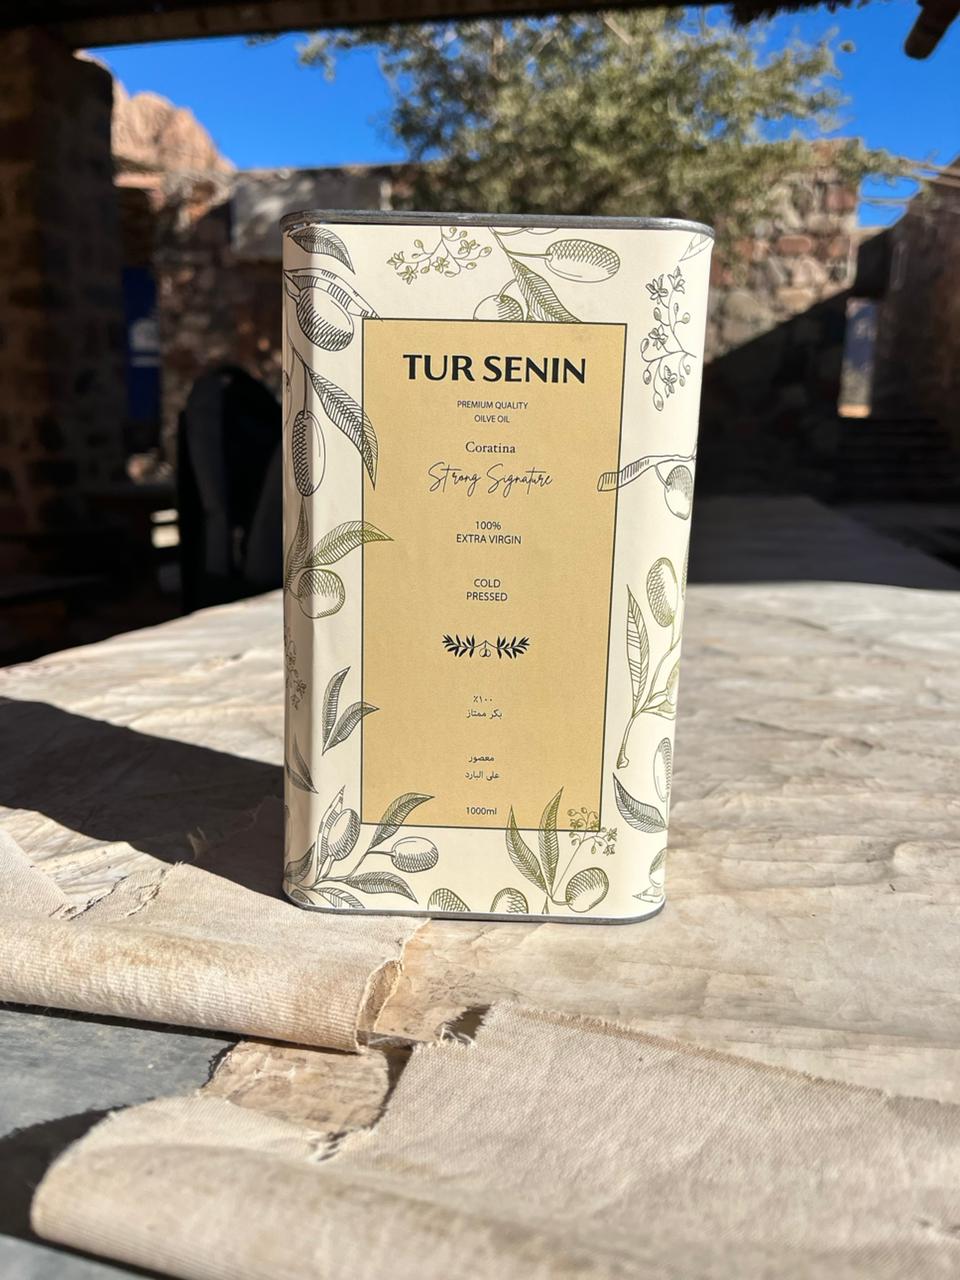 TUR SENIN
PREMIUM QUALITY
OILVE OIL
Coratina
Strong Signature
100%
EXTRA VIRGIN
COLD
PRESSED
٪١٠٠
بكر ممتاز
معصور
على البارد
1000ml